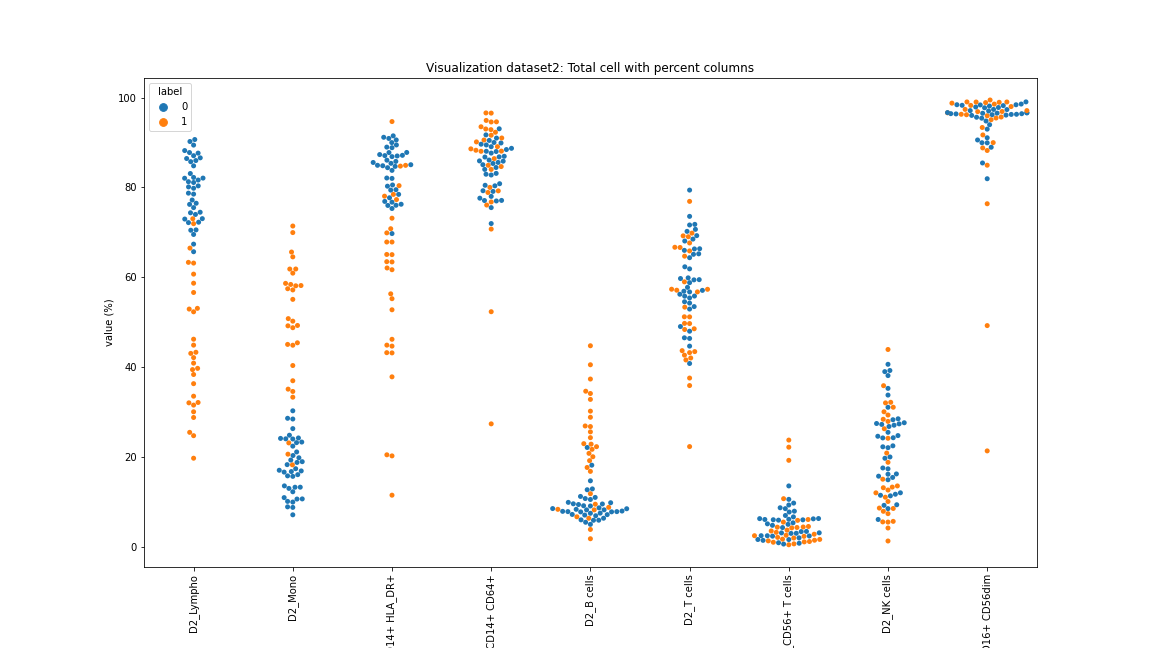 Visualization dataset2: Total cell with percent columns
label
0
1
100
80
60
40
20
0
value (%)
D2_Lympho
D2_Mono
14+ HLA_DR+
CD14+ CD64+
D2_B cells
D2_T cells
_CD56+ T cells
D2_NK cells
16+ CD56dim